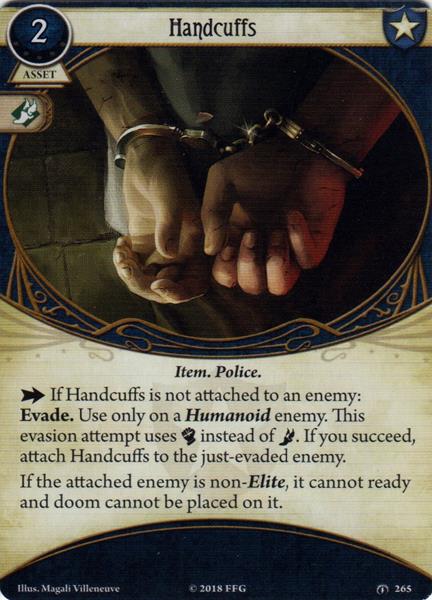 2
Handcuffs
ASSET
Item. Police.
If Handcuffs is not attached to an enemy:
Evade. Use only on a Humanoid enemy. This
evasion attempt uses instead of . If you succeed,
attach Handcuffs to the just-evaded enemy.
If the attached enemy is non-Elite, it cannot ready
and doom cannot be placed on it.
Illus. Magali Villeneuve © 2018 FFG 265